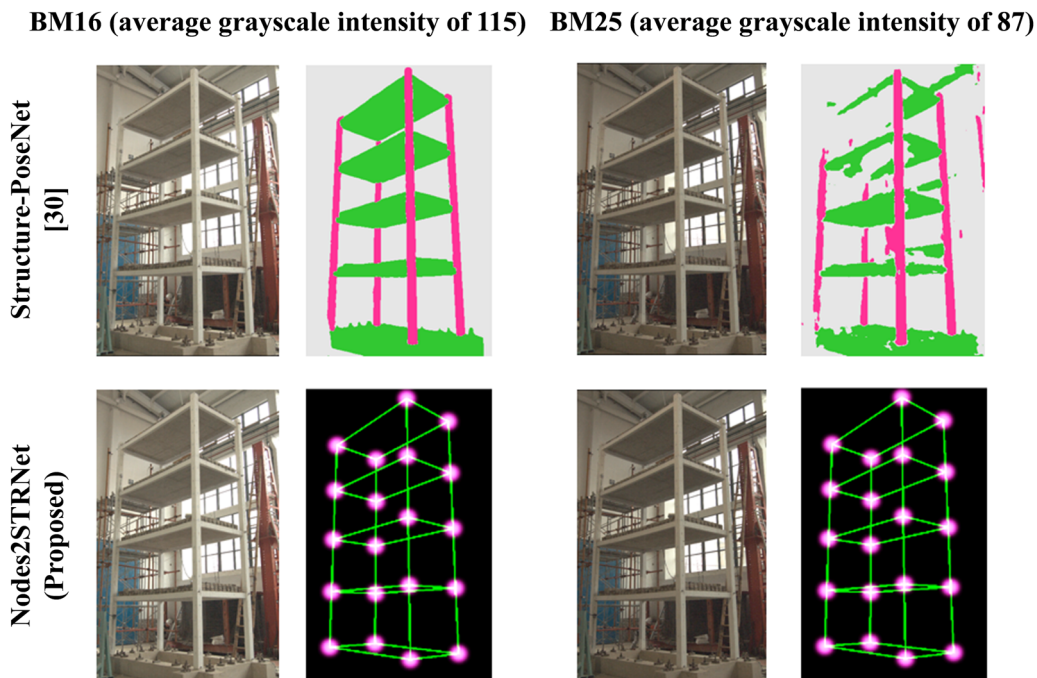 BM16 (average grayscale intensity of 115)
BM25 (average grayscale intensity of 87)
Structure-PoseNet
[30]
Nodes2STRNet
(Proposed)